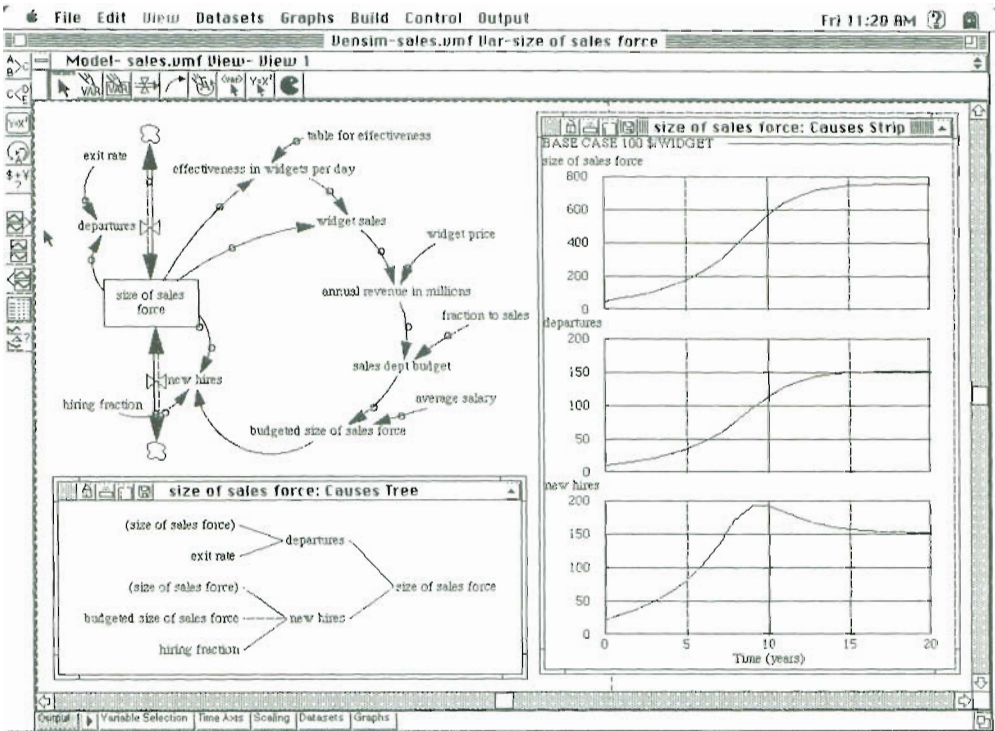 File Edit View Datasets Graphs Build Control Output Fri 11:20 AM
Vensim-sales.vmf Var-size of sales force
Model- sales.vmf View- View 1
A B C
C D E
Y=X²
$+¥ ?
VAR VAR <var> Y=X²
table for effectiveness
exit rate
effectiveness in widgets per day
departures
widget sales
widget price
size of sales
force
annual revenue in millions
fraction to sales
sales dept budget
new hires
hiring fraction
average salary
budgeted size of sales force
size of sales force: Causes Tree
(size of sales force)
departures
exit rate
(size of sales force)
size of sales force
budgeted size of sales force
new hires
hiring fraction
size of sales force: Causes Strip
BASE CASE 100 $/WIDGET
size of sales force
800
600
400
200
0
departures
200
150
100
50
0
new hires
200
150
100
50
0
0 5 10 15 20
Time (years)
Output Variable Selection Time Axis Scaling Datasets Graphs